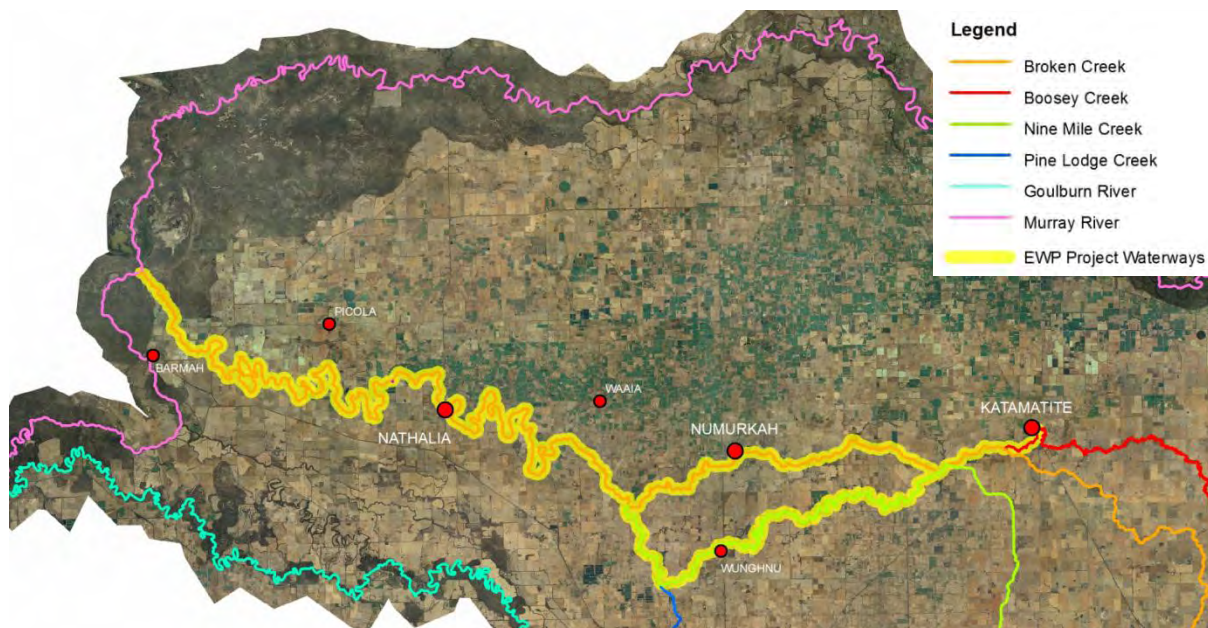 Legend
Broken Creek
Boosey Creek
Nine Mile Creek
Pine Lodge Creek
Goulburn River
Murray River
EWP Project Waterways
PICOLA
BARMAH
WAAIA
NATHALIA
NUMURKAH
KATAMATITE
WUNGHNU